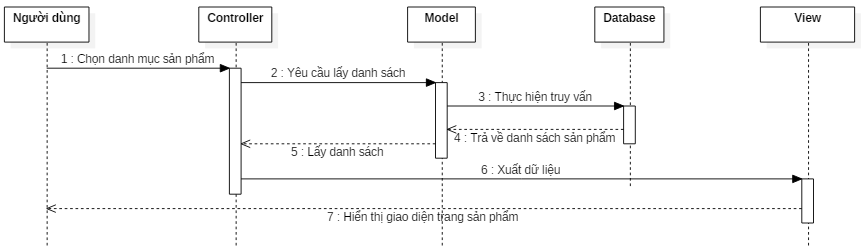 Người dùng
Controller
Model
Database
View
1 : Chọn danh mục sản phẩm
2 : Yêu cầu lấy danh sách
3 : Thực hiện truy vấn
4 : Trả về danh sách sản phẩm
5 : Lấy danh sách
6 : Xuất dữ liệu
7 : Hiển thị giao diện trang sản phẩm